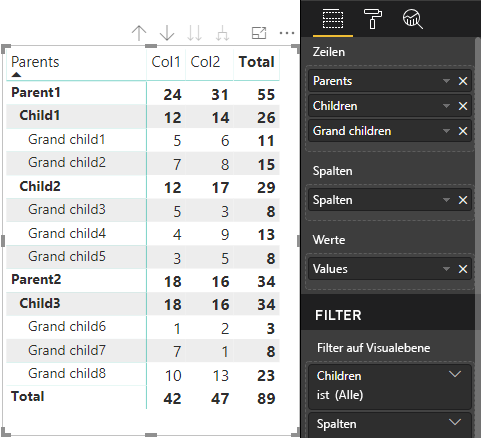 Parents Col1 Col2 Total
Parent1 24 31 55
Child1 12 14 26
Grand child1 5 6 11
Grand child2 7 8 15
Child2 12 17 29
Grand child3 5 3 8
Grand child4 4 9 13
Grand child5 3 5 8
Parent2 18 16 34
Child3 18 16 34
Grand child6 1 2 3
Grand child7 7 1 8
Grand child8 10 13 23
Total 42 47 89
Zeilen
Parents
Children
Grand children
Spalten
Spalten
Werte
Values
FILTER
Filter auf Visualebene
Children
ist (Alle)
Spalten